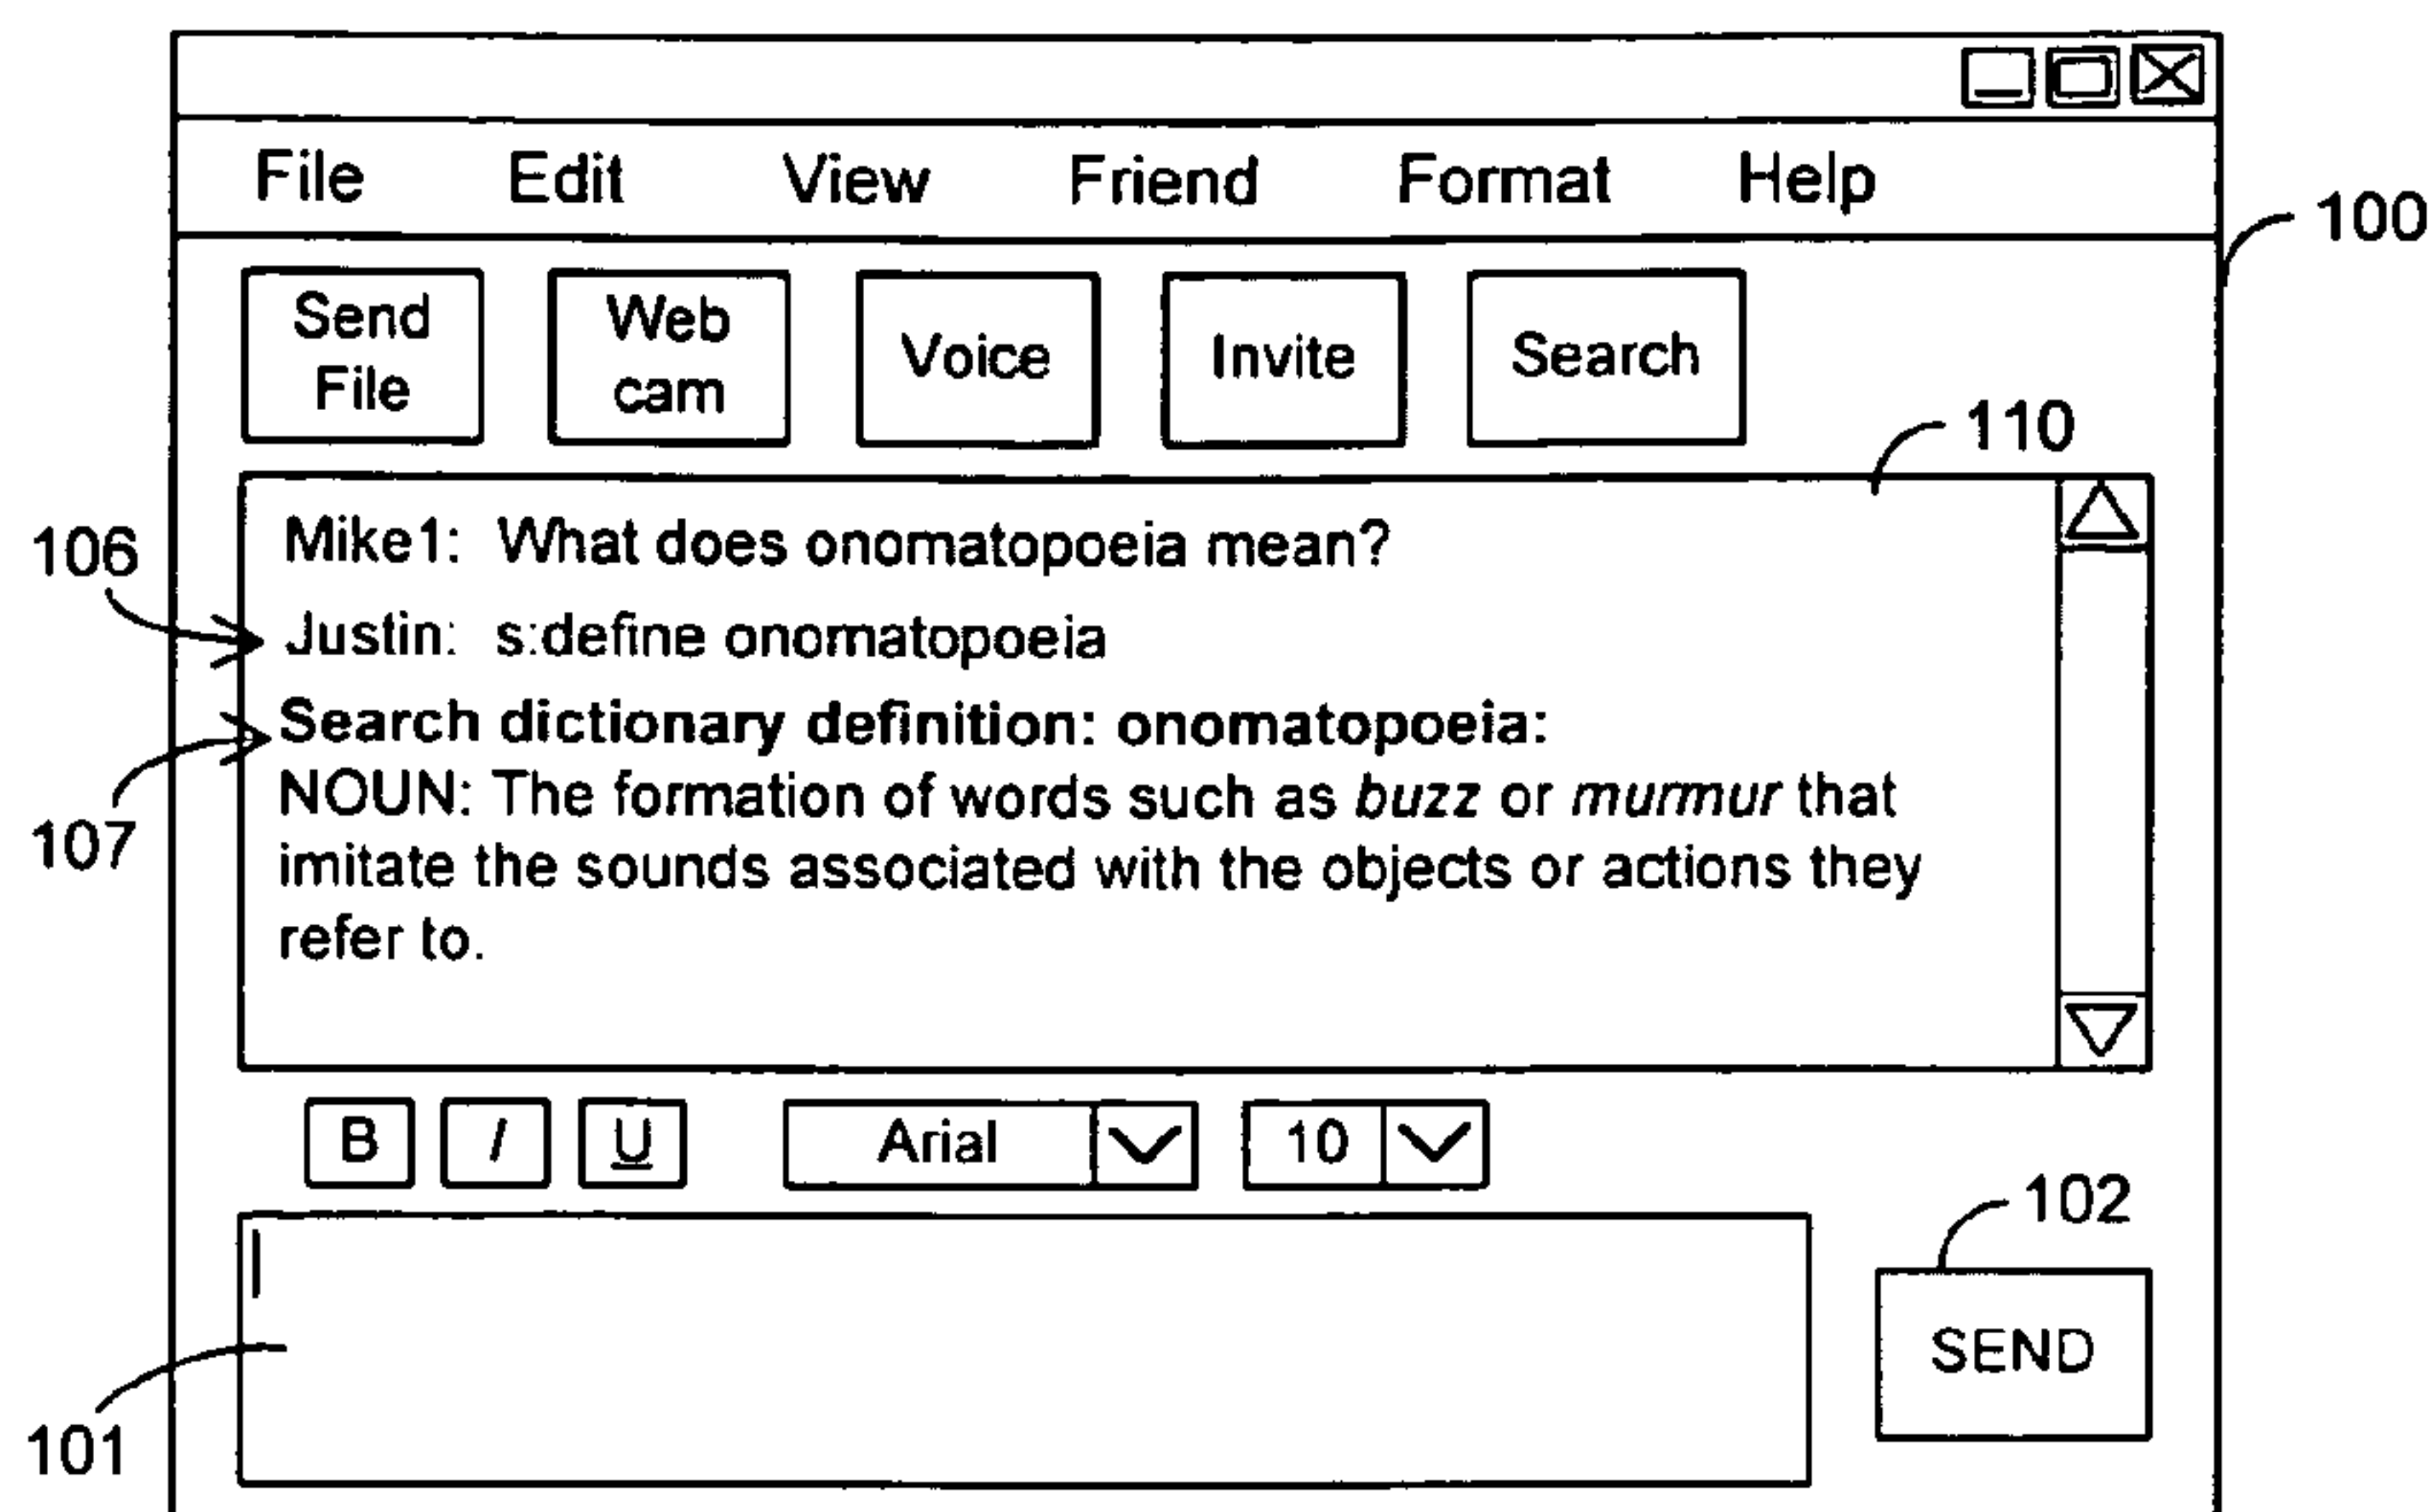 File Edit View Friend Format Help
100
Send File
Web cam
Voice
Invite
Search
110
Mike1: What does onomatopoeia mean?
106
Justin: s:define onomatopoeia
Search dictionary definition: onomatopoeia:
NOUN: The formation of words such as buzz or murmur that
107
imitate the sounds associated with the objects or actions they
refer to.
B I U Arial 10
102
SEND
101